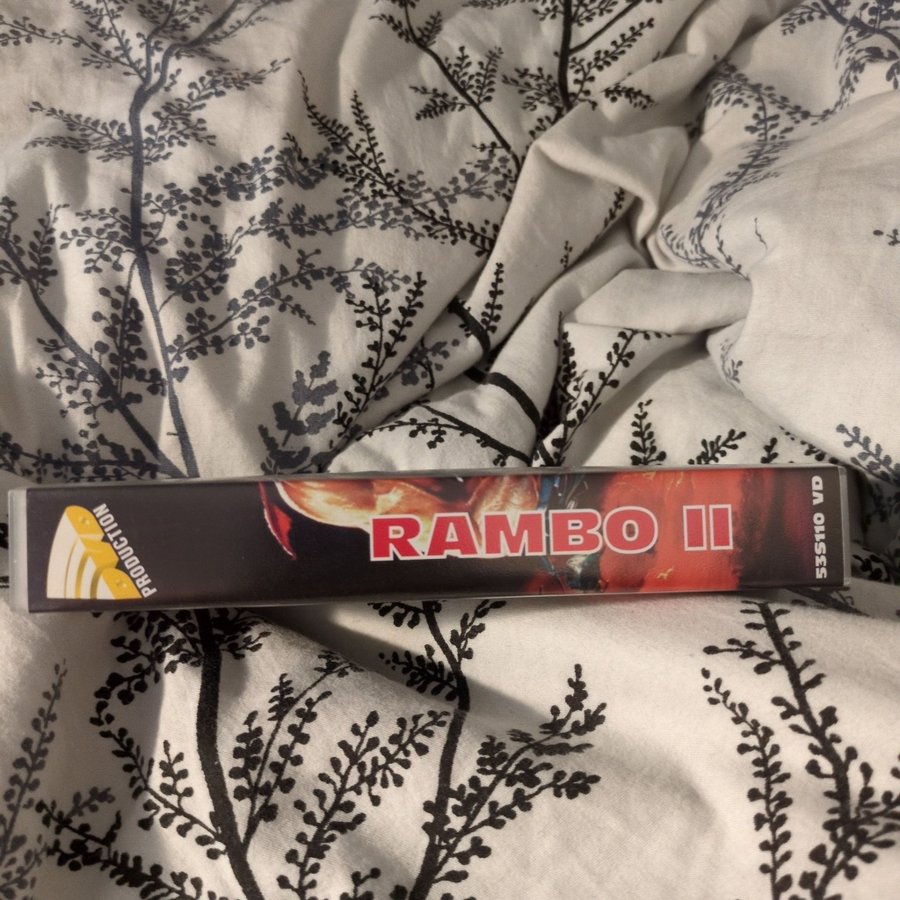 PRODUCTION
RAMBO II
53S110 VD